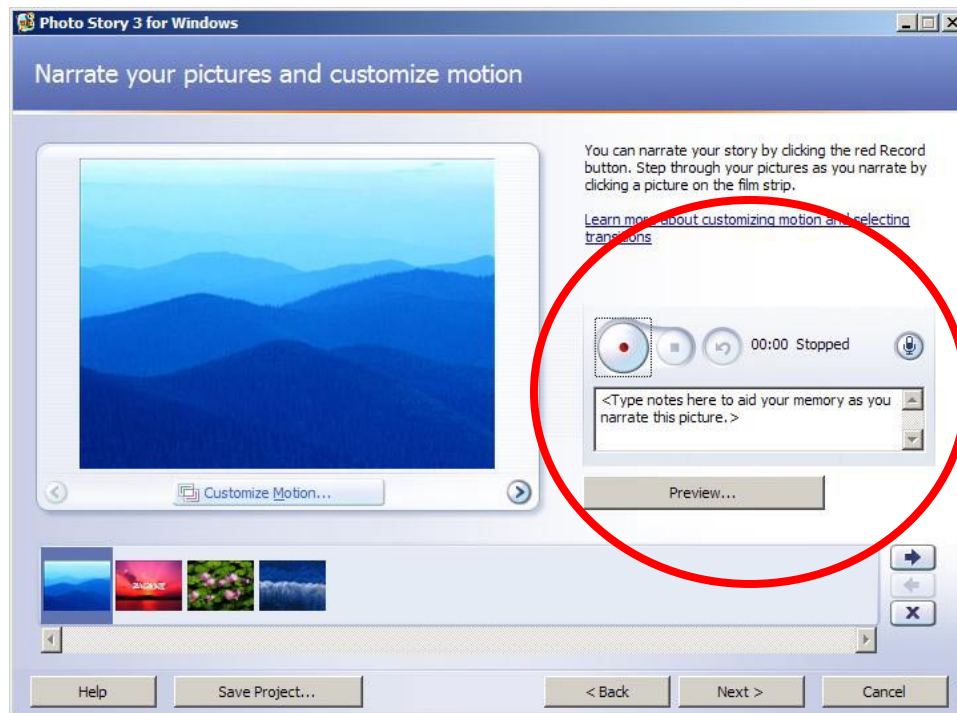 Photo Story 3 for Windows
Narrate your pictures and customize motion
You can narrate your story by clicking the red Record
button. Step through your pictures as you narrate by
clicking a picture on the film strip.
Learn more about customizing motion and selecting
transitions
00:00 Stopped
<Type notes here to aid your memory as you
narrate this picture.>
Customize Motion...
Preview...
Help
Save Project...
< Back
Next >
Cancel